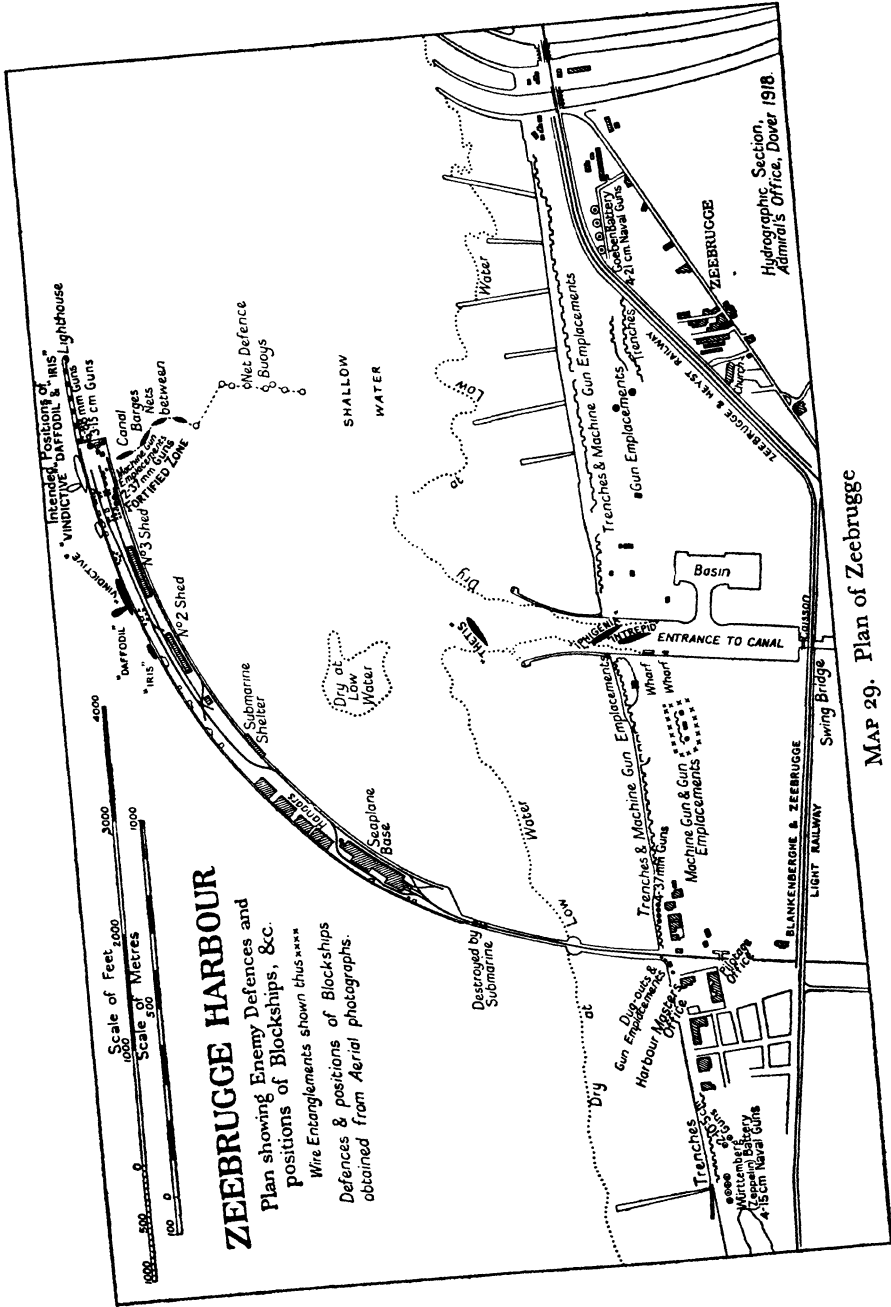 ZEEBRUGGE HARBOUR
Plan showing Enemy Defences and
positions of Blockships, &c.
Wire Entanglements shown thus xxxx
Defences & positions of Blockships
obtained from Aerial photographs.
Scale of Feet
1000
500
0
1000
2000
3000
4000
Scale of Metres
100
0
500
1000
Intended Positions of
"VINDICTIVE" "DAFFODIL" & "IRIS"
Lighthouse
mm Guns
3-15 cm Guns
Canal
Barges
Nets
between
Machine Gun
Emplacements
2-37 mm Guns
FORTIFIED ZONE
Net Defence
Buoys
"VINDICTIVE"
"DAFFODIL"
"IRIS"
No 3 Shed
No 2 Shed
Submarine
Shelter
Hangars
Seaplane
Base
Destroyed by
Submarine
SHALLOW
WATER
Dry at
Low
Water
"THETIS"
"IPHIGENIA"
"INTREPID"
ENTRANCE TO CANAL
Basin
Caisson
Swing Bridge
Wharf
Wharf
Dry at Low Water
Dry at Low Water
Trenches & Machine Gun Emplacements
Trenches & Machine Gun Emplacements
Gun Emplacements
Trenches
Goeben Battery
4-21 cm. Naval Guns
ZEEBRUGGE & HEYST RAILWAY
ZEEBRUGGE
Church
4-37mm Guns
Machine Gun & Gun
Emplacements
Dug-outs &
Gun Emplacements
Harbour Master's
Office
Pilotage
Office
BLANKENBERGHE & ZEEBRUGGE
LIGHT RAILWAY
Trenches
Guns
Württemberg
(Zeppelin) Battery
4-15cm Naval Guns
Hydrographic Section,
Admiral's Office, Dover 1918.
MAP 29. Plan of Zeebrugge